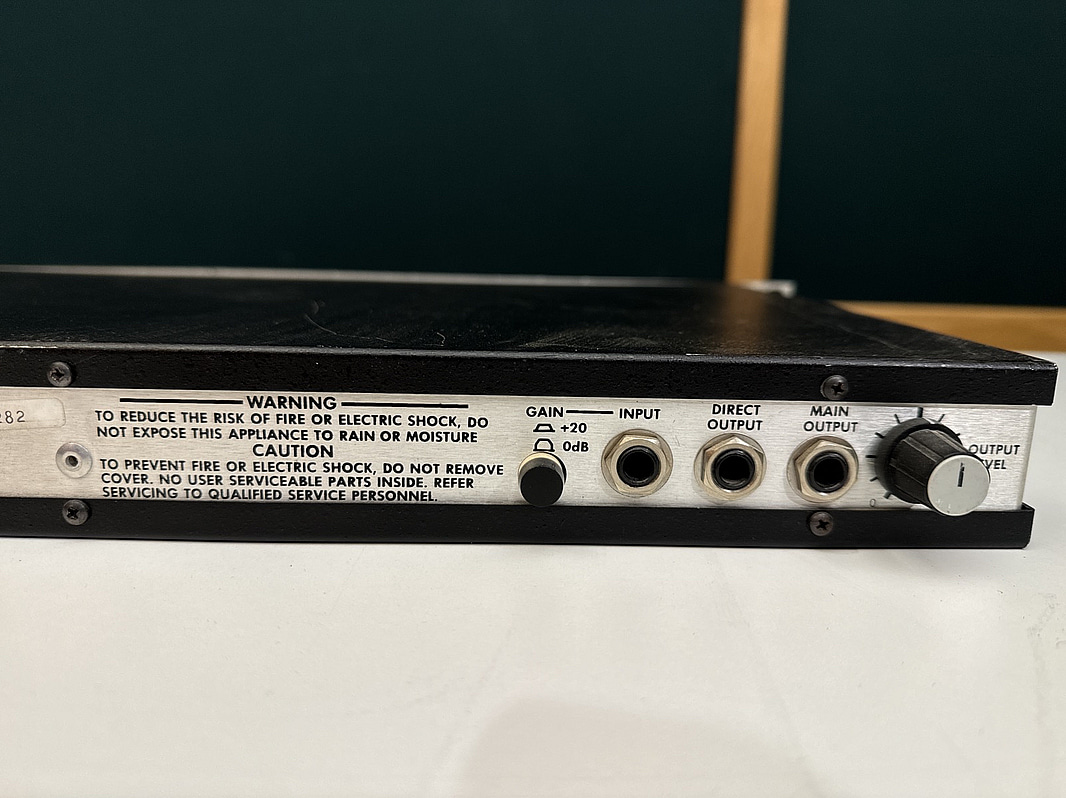 282
WARNING
TO REDUCE THE RISK OF FIRE OR ELECTRIC SHOCK, DO
NOT EXPOSE THIS APPLIANCE TO RAIN OR MOISTURE
CAUTION
TO PREVENT FIRE OR ELECTRIC SHOCK, DO NOT REMOVE
COVER. NO USER SERVICEABLE PARTS INSIDE. REFER
SERVICING TO QUALIFIED SERVICE PERSONNEL.
GAIN INPUT
+20
0dB
DIRECT
OUTPUT
MAIN
OUTPUT
OUTPUT
0